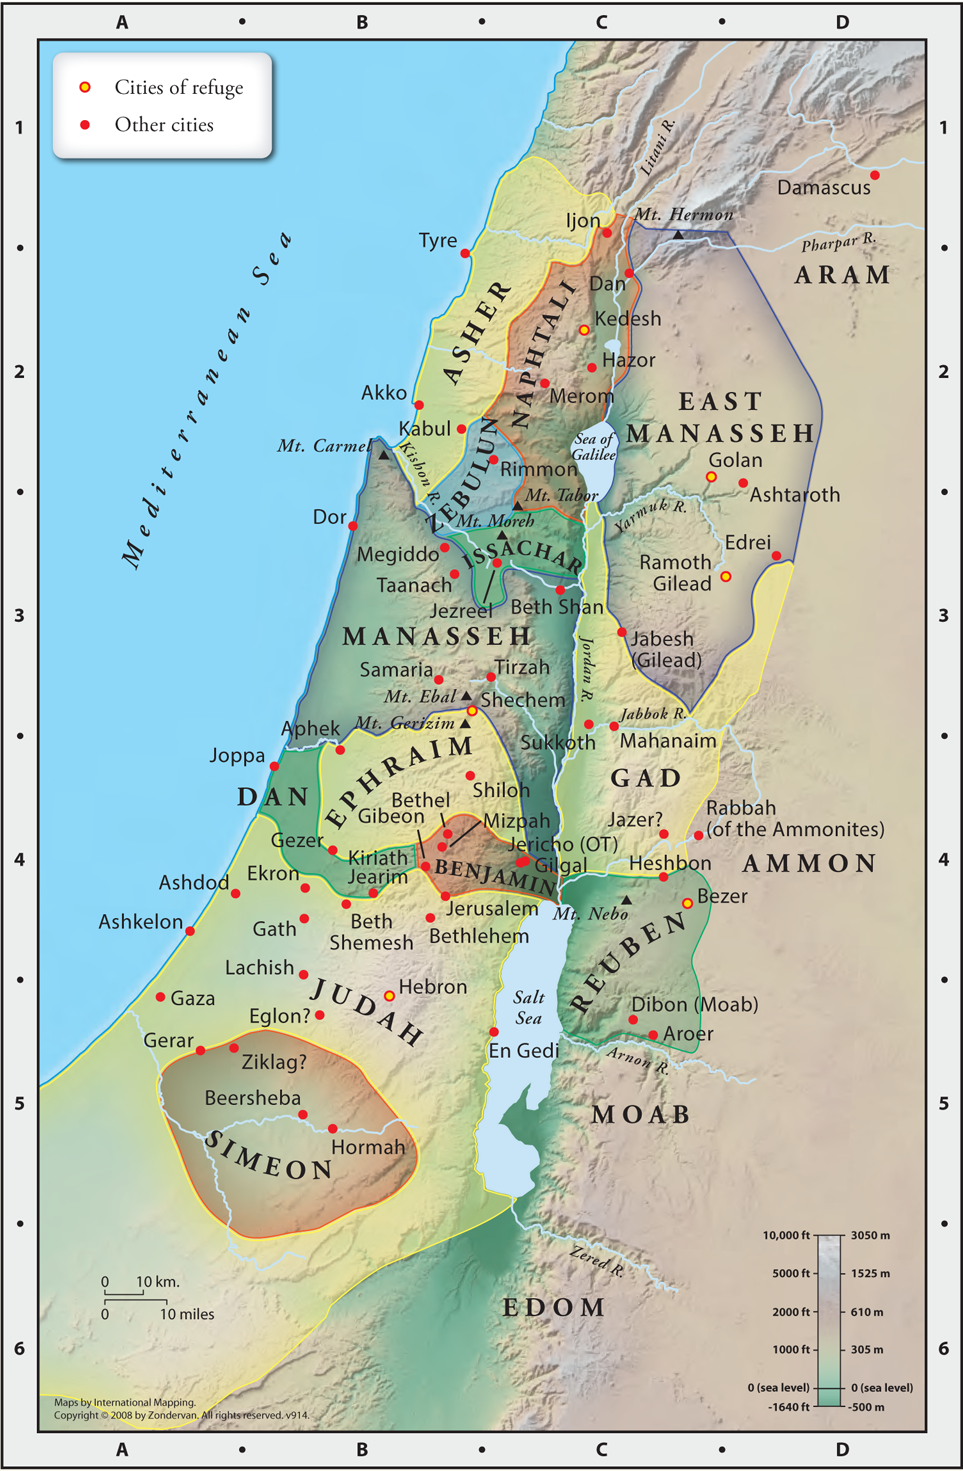 A • B • C • D
Cities of refuge
Other cities
1
1
Litani R.
Damascus
Ijon
Mt. Hermon
Tyre
Pharpar R.
•
•
ARAM
Dan
Mediterranean Sea
ASHER
NAPHTALI
Kedesh
Hazor
2
2
Merom
Akko
EAST
MANASSEH
Kabul
Sea of
Galilee
Mt. Carmel
Kishon R.
ZEBULUN
Rimmon
Golan
Ashtaroth
•
•
Mt. Tabor
Yarmuk R.
Dor
Mt. Moreh
Megiddo
ISSACHAR
Edrei
Ramoth
Gilead
Taanach
Jezreel
Beth Shan
3
3
MANASSEH
Jabesh
(Gilead)
Jordan R.
Samaria
Tirzah
Mt. Ebal
Shechem
Mt. Gerizim
Jabbok R.
Aphek
•
•
Sukkoth
Mahanaim
Joppa
EPHRAIM
GAD
DAN
Shiloh
Bethel
Gibeon
Mizpah
Jazer?
Rabbah
(of the Ammonites)
Gezer
Kiriath
Jearim
Jericho (OT)
Gilgal
4
4
Heshbon
AMMON
BENJAMIN
Ekron
Ashdod
Bezer
Jerusalem
Mt. Nebo
Ashkelon
Gath
Beth
Shemesh
Bethlehem
REUBEN
Lachish
JUDAH
Hebron
•
•
Gaza
Salt
Sea
Dibon (Moab)
Eglon?
Aroer
Gerar
Ziklag?
En Gedi
Arnon R.
Beersheba
5
5
MOAB
SIMEON
Hormah
•
•
Zered R.
10,000 ft
3050 m
5000 ft
1525 m
2000 ft
610 m
1000 ft
305 m
0 (sea level)
0 (sea level)
-1640 ft
-500 m
0 10 km.
0 10 miles
EDOM
6
6
Maps by International Mapping.
Copyright © 2008 by Zondervan. All rights reserved. v914.
A • B • C • D